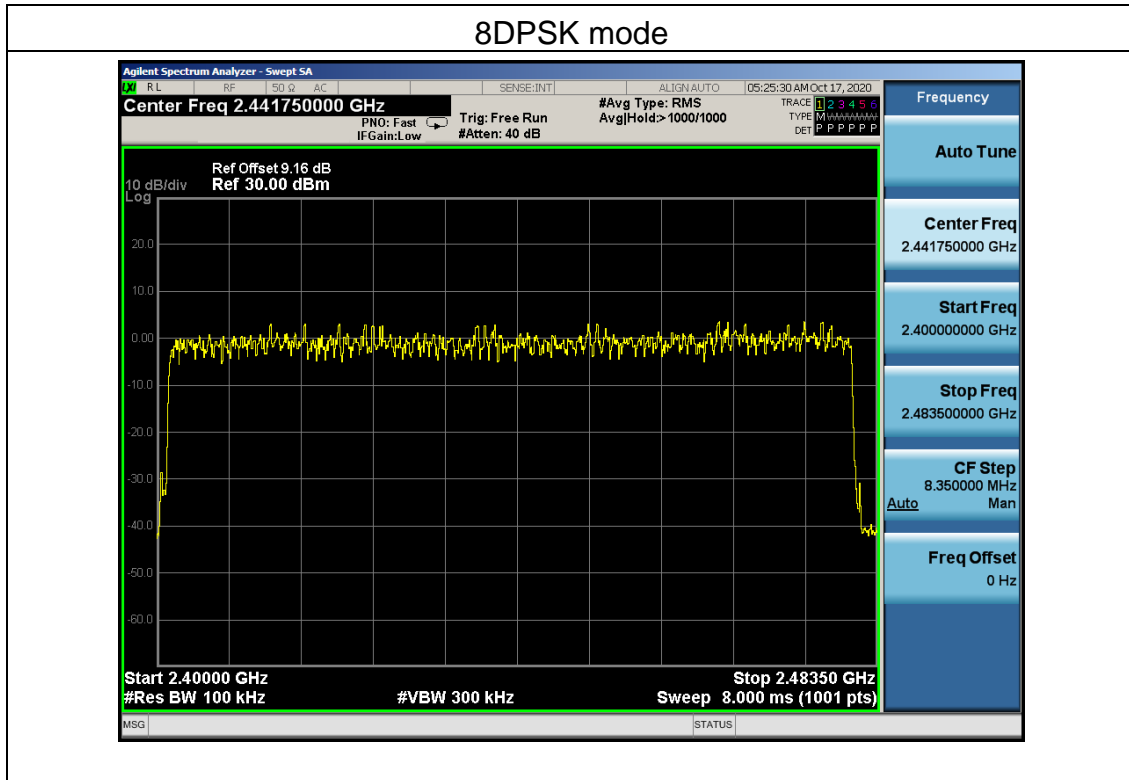 8DPSK mode
Agilent Spectrum Analyzer - Swept SA
LXI RL RF 50 Ω AC SENSE:INT ALIGN AUTO 05:25:30 AM Oct 17, 2020
Center Freq 2.441750000 GHz
#Avg Type: RMS
TRACE 1 2 3 4 5 6
PNO: Fast
Trig: Free Run
Avg|Hold:>1000/1000
TYPE M
IFGain:Low
#Atten: 40 dB
DET P P P P P P
Ref Offset 9.16 dB
10 dB/div Ref 30.00 dBm
Log
20.0
10.0
0.00
-10.0
-20.0
-30.0
-40.0
-50.0
-60.0
Start 2.40000 GHz Stop 2.48350 GHz
#Res BW 100 kHz #VBW 300 kHz Sweep 8.000 ms (1001 pts)
MSG STATUS
Frequency
Auto Tune
Center Freq
2.441750000 GHz
Start Freq
2.400000000 GHz
Stop Freq
2.483500000 GHz
CF Step
8.350000 MHz
Auto Man
Freq Offset
0 Hz